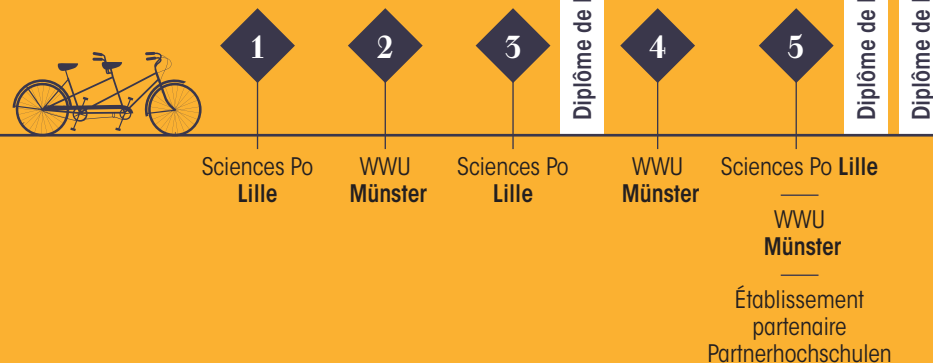 1
2
3
Diplôme de
4
5
Diplôme de
Diplôme de
Sciences Po
Lille
WWU
Münster
Sciences Po
Lille
WWU
Münster
Sciences Po Lille
WWU
Münster
Établissement
partenaire
Partnerhochschulen